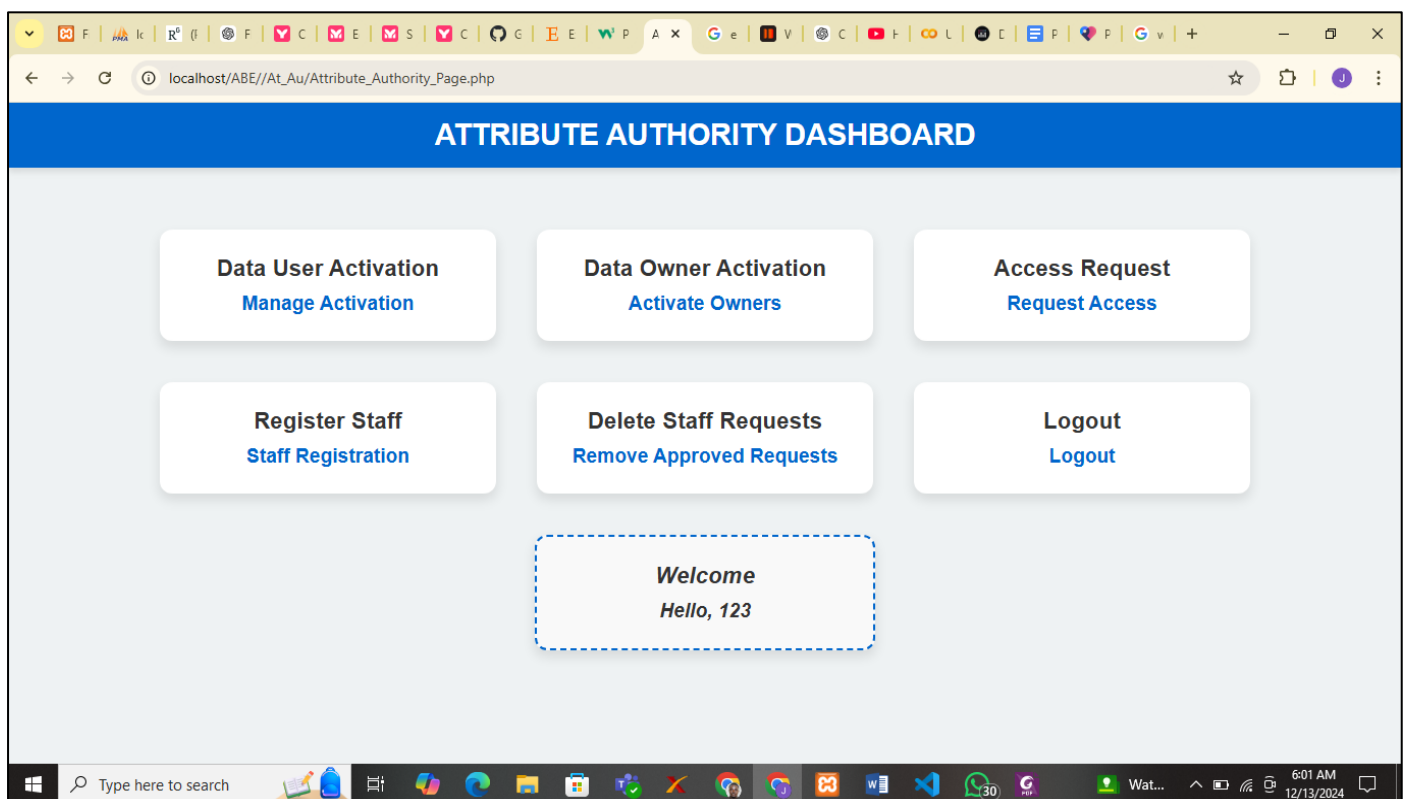 F lc (F F C E S C G E E P A G e V C H L D P P G v
localhost/ABE//At_Au/Attribute_Authority_Page.php
J
ATTRIBUTE AUTHORITY DASHBOARD
Data User Activation
Manage Activation
Data Owner Activation
Activate Owners
Access Request
Request Access
Register Staff
Staff Registration
Delete Staff Requests
Remove Approved Requests
Logout
Logout
Welcome
Hello, 123
Type here to search
30
Wat...
6:01 AM
12/13/2024